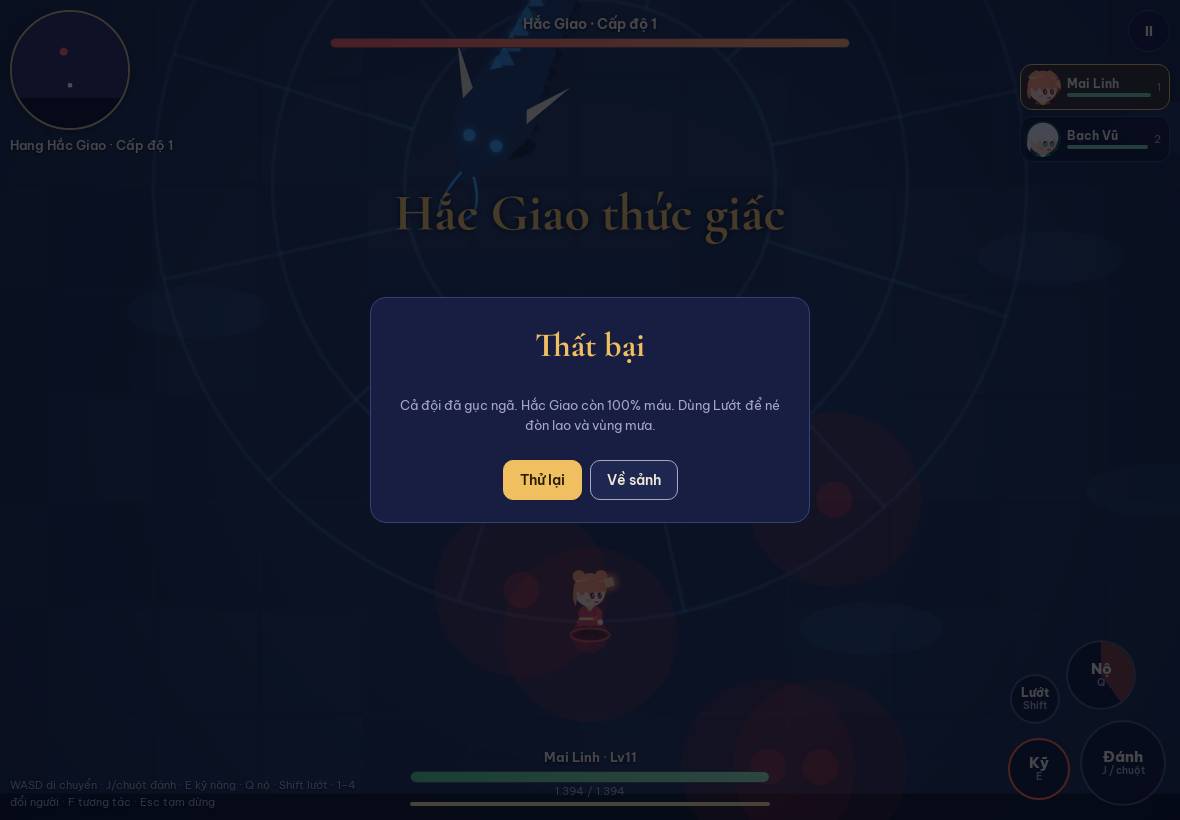 Hắc Giao · Cấp độ 1
Mai Linh 1
Bạch Vũ 2
Hang Hắc Giao · Cấp độ 1
Hắc Giao thức giấc
Thất bại
Cả đội đã gục ngã. Hắc Giao còn 100% máu. Dùng Lướt để né
đòn lao và vùng mưa.
Thử lại
Về sảnh
Nộ
Q
Lướt
Shift
Kỹ
E
Đánh
J / chuột
Mai Linh · Lv11
1.394 / 1.394
WASD di chuyển · J/chuột đánh · E kỹ năng · Q nộ · Shift lướt · 1–4
đổi người · F tương tác · Esc tạm dừng